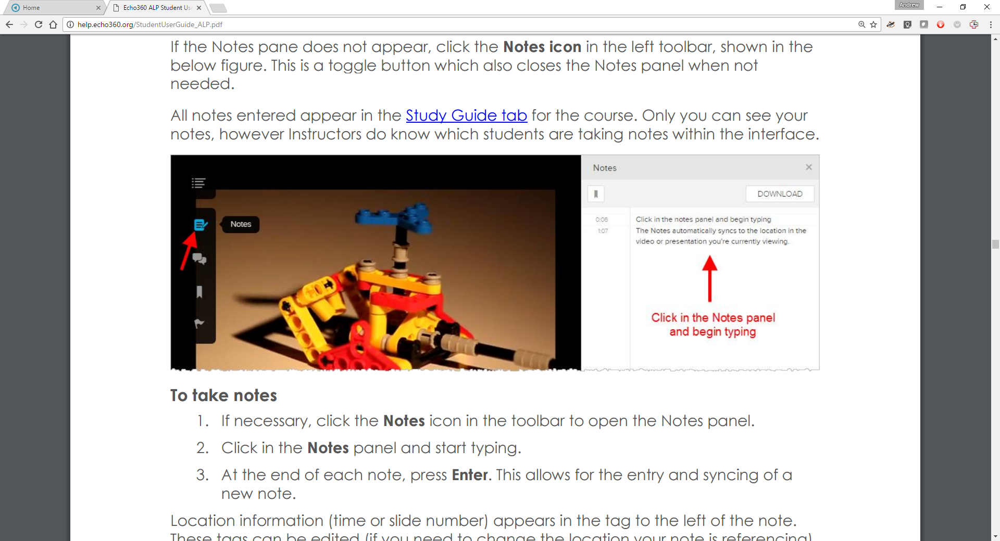 Home
Echo360 ALP Student Us
Andrew
help.echo360.org/StudentUserGuide_ALP.pdf
If the Notes pane does not appear, click the Notes icon in the left toolbar, shown in the
below figure. This is a toggle button which also closes the Notes panel when not
needed.
All notes entered appear in the Study Guide tab for the course. Only you can see your
notes, however Instructors do know which students are taking notes within the interface.
Notes
Notes
DOWNLOAD
0:06 Click in the notes panel and begin typing
1:07 The Notes automatically syncs to the location in the
video or presentation you're currently viewing.
Click in the Notes panel
and begin typing
To take notes
1. If necessary, click the Notes icon in the toolbar to open the Notes panel.
2. Click in the Notes panel and start typing.
3. At the end of each note, press Enter. This allows for the entry and syncing of a
new note.
Location information (time or slide number) appears in the tag to the left of the note.
These tags can be edited (if you need to change the location your note is referencing)